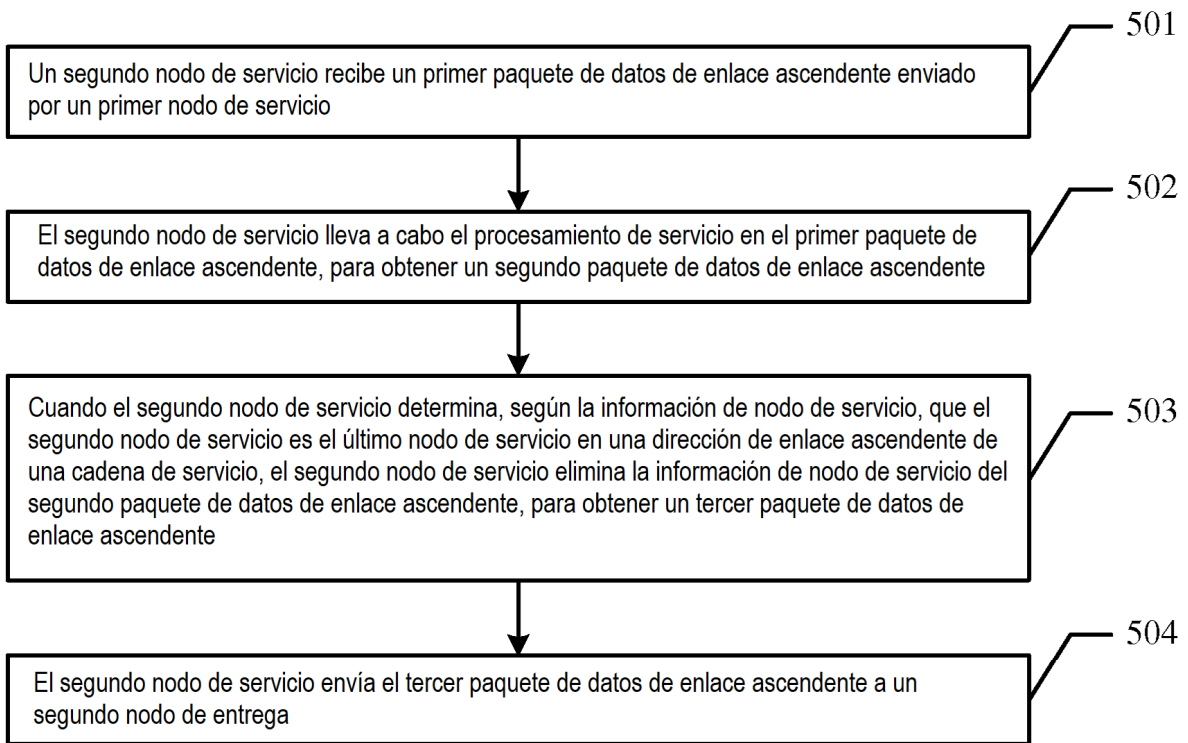 501
Un segundo nodo de servicio recibe un primer paquete de datos de enlace ascendente enviado
por un primer nodo de servicio
502
El segundo nodo de servicio lleva a cabo el procesamiento de servicio en el primer paquete de
datos de enlace ascendente, para obtener un segundo paquete de datos de enlace ascendente
503
Cuando el segundo nodo de servicio determina, según la información de nodo de servicio, que el
segundo nodo de servicio es el último nodo de servicio en una dirección de enlace ascendente de
una cadena de servicio, el segundo nodo de servicio elimina la información de nodo de servicio del
segundo paquete de datos de enlace ascendente, para obtener un tercer paquete de datos de
enlace ascendente
504
El segundo nodo de servicio envía el tercer paquete de datos de enlace ascendente a un
segundo nodo de entrega